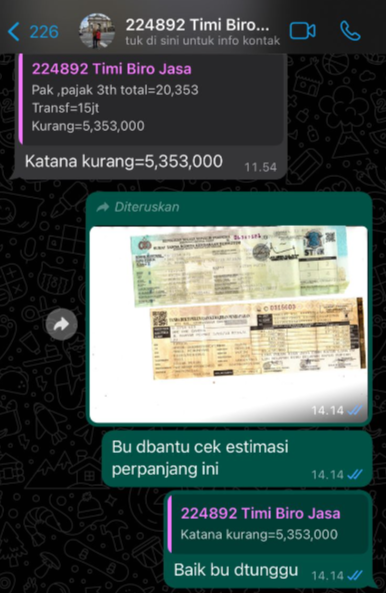 226
224892 Timi Biro...
tuk di sini untuk info kontak
224892 Timi Biro Jasa
Pak ,pajak 3th total=20,353
Transf=15jt
Kurang=5,353,000
Katana kurang=5,353,000
11.54
Diteruskan
14.14
Bu dbantu cek estimasi
perpanjang ini
14.14
224892 Timi Biro Jasa
Katana kurang=5,353,000
Baik bu dtunggu
14.14